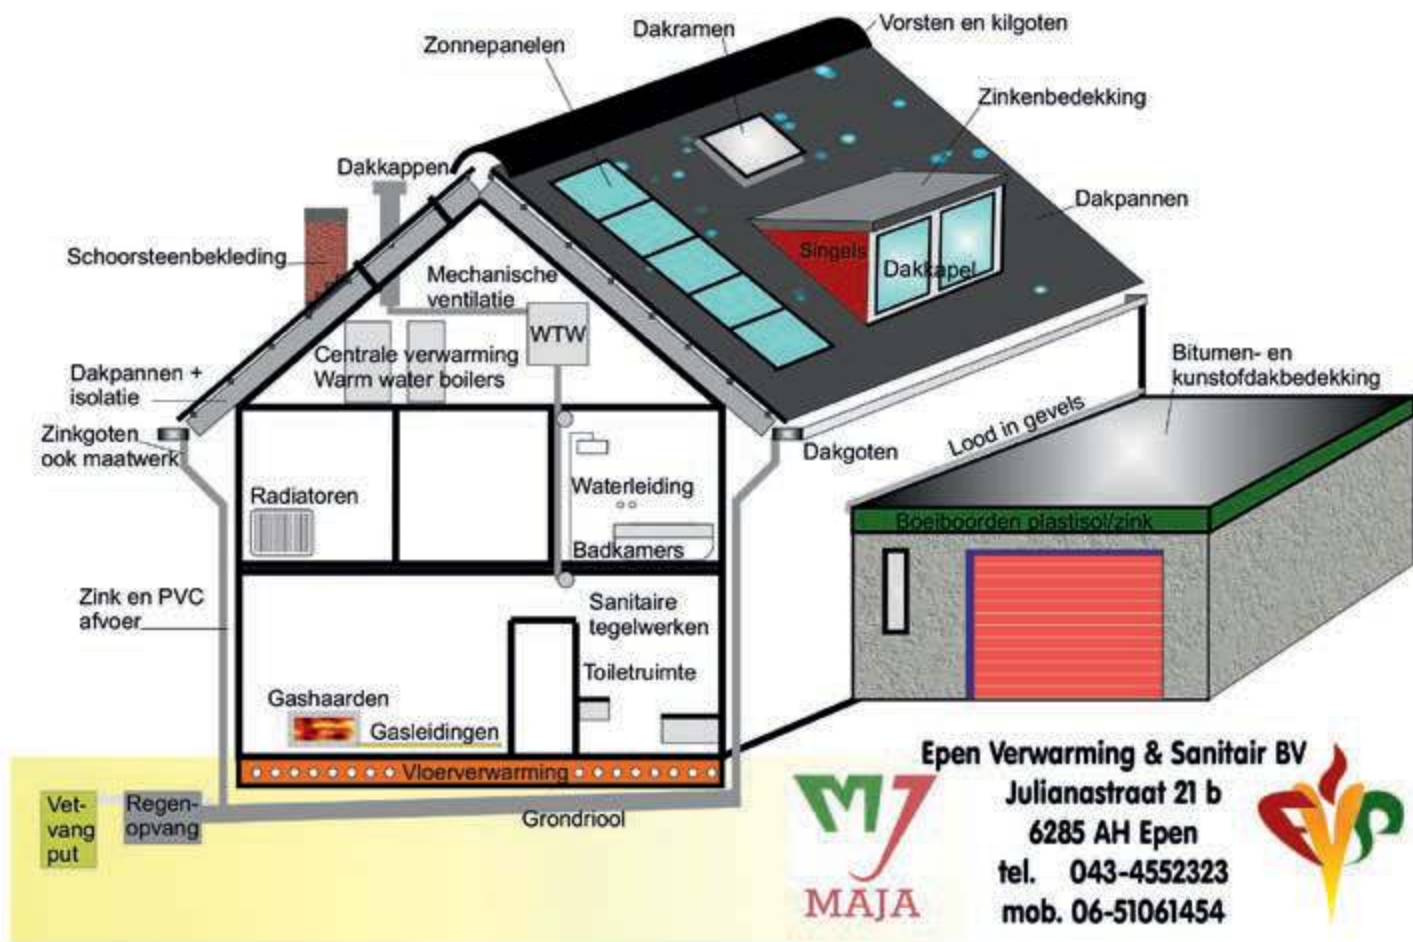 Vorsten en kilgoten
Dakramen
Zonnepanelen
Zinkenbedekking
Dakkappen
Dakpannen
Schoorsteenbekleding
Singels
Dakkapel
Mechanische
ventilatie
WTW
Centrale verwarming
Warm water boilers
Bitumen- en
kunstofdakbedekking
Dakpannen +
isolatie
Zinkgoten
ook maatwerk
Lood in gevels
Dakgoten
Radiatoren
Waterleiding
Boeiboorden plastisol/zink
Badkamers
Zink en PVC
afvoer
Sanitaire
tegelwerken
Toiletruimte
Gashaarden
Gasleidingen
Vloerverwarming
Vet-
vang
put
Regen-
opvang
Grondriool
MJ
MAJA
Epen Verwarming & Sanitair BV
Julianastraat 21 b
6285 AH Epen
tel. 043-4552323
mob. 06-51061454
EVS